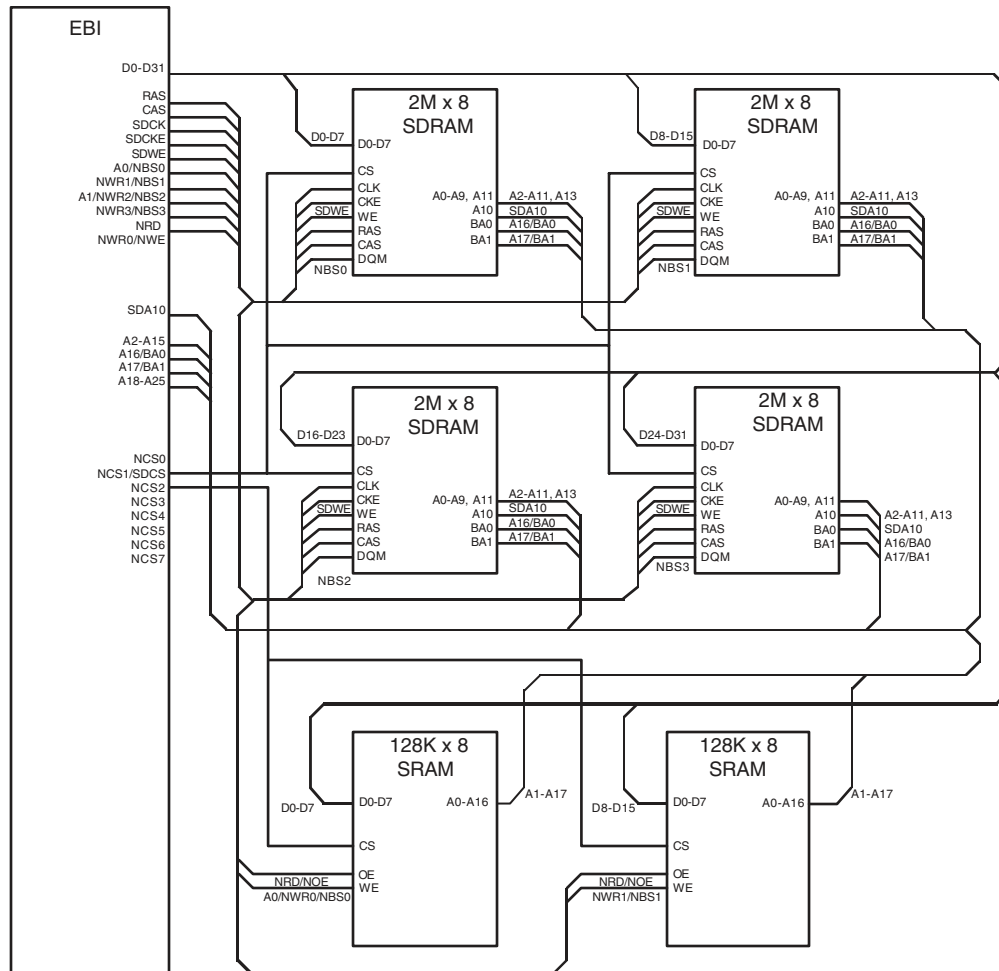 EBI
D0-D31
RAS
CAS
SDCK
SDCKE
SDWE
A0/NBS0
NWR1/NBS1
A1/NWR2/NBS2
NWR3/NBS3
NRD
NWR0/NWE
SDA10
A2-A15
A16/BA0
A17/BA1
A18-A25
NCS0
NCS1/SDCS
NCS2
NCS3
NCS4
NCS5
NCS6
NCS7
2M x 8
SDRAM
D0-D7
D0-D7
CS
CLK
CKE
SDWE
WE
RAS
CAS
DQM
NBS0
A0-A9, A11
A10
BA0
BA1
A2-A11, A13
SDA10
A16/BA0
A17/BA1
2M x 8
SDRAM
D8-D15
D0-D7
CS
CLK
CKE
SDWE
WE
RAS
CAS
DQM
NBS1
A0-A9, A11
A10
BA0
BA1
A2-A11, A13
SDA10
A16/BA0
A17/BA1
2M x 8
SDRAM
D16-D23
D0-D7
CS
CLK
CKE
SDWE
WE
RAS
CAS
DQM
NBS2
A0-A9, A11
A10
BA0
BA1
A2-A11, A13
SDA10
A16/BA0
A17/BA1
2M x 8
SDRAM
D24-D31
D0-D7
CS
CLK
CKE
SDWE
WE
RAS
CAS
DQM
NBS3
A0-A9, A11
A10
BA0
BA1
A2-A11, A13
SDA10
A16/BA0
A17/BA1
128K x 8
SRAM
D0-D7
D0-D7
A0-A16
A1-A17
CS
OE
NRD/NOE
WE
A0/NWR0/NBS0
128K x 8
SRAM
D8-D15
D0-D7
A0-A16
A1-A17
CS
OE
NRD/NOE
WE
NWR1/NBS1